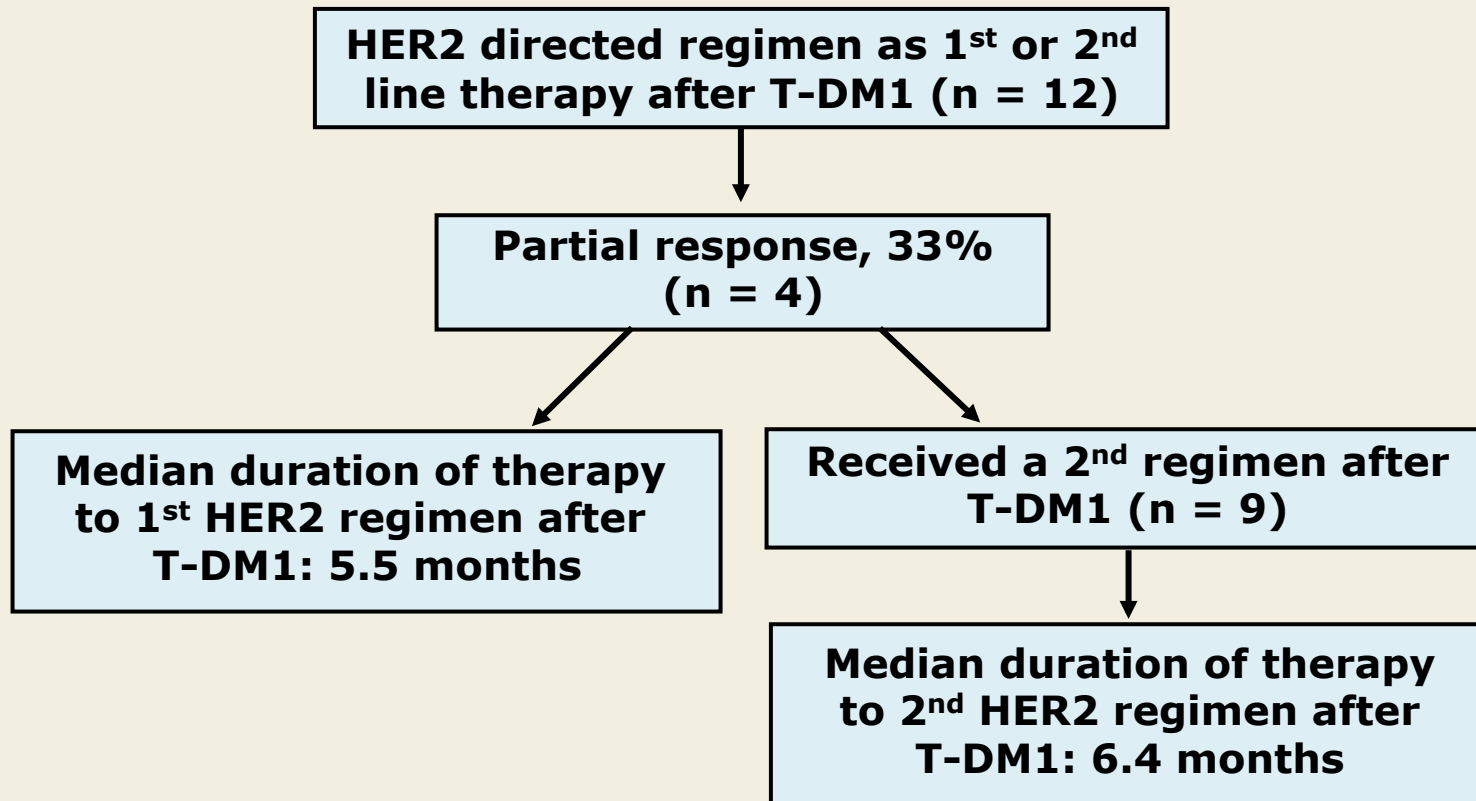 HER2 directed regimen as 1st or 2nd
line therapy after T-DM1 (n = 12)
Partial response, 33%
(n = 4)
Median duration of therapy
to 1st HER2 regimen after
T-DM1: 5.5 months
Received a 2nd regimen after
T-DM1 (n = 9)
Median duration of therapy
to 2nd HER2 regimen after
T-DM1: 6.4 months